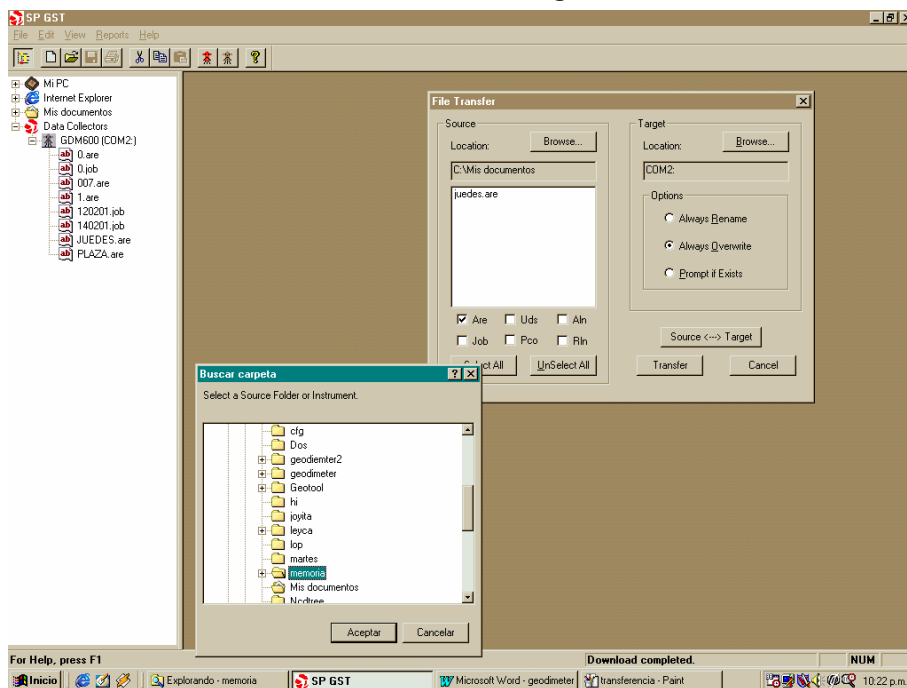 SP GST
File Edit View Reports Help
Mi PC
Internet Explorer
Mis documentos
Data Collectors
GDM600 (COM2:)
0.are
0.job
007.are
1.are
120201.job
140201.job
JUEDES.are
PLAZA.are
File Transfer
Source
Location:
Browse...
C:\Mis documentos
juedes.are
Are
Uds
Aln
Job
Pco
Rln
Select All
UnSelect All
Target
Location:
Browse...
COM2:
Options
Always Rename
Always Overwrite
Prompt if Exists
Source <---> Target
Transfer
Cancel
Buscar carpeta
Select a Source Folder or Instrument.
cfg
Dos
geodiemter2
geodimeter
Geotool
hi
joyita
leyca
lop
martes
memoria
Mis documentos
Ncdtree
Aceptar
Cancelar
For Help, press F1
Download completed.
NUM
Inicio
Explorando - memoria
SP GST
Microsoft Word - geodimeter
transferencia - Paint
10:22 p.m.